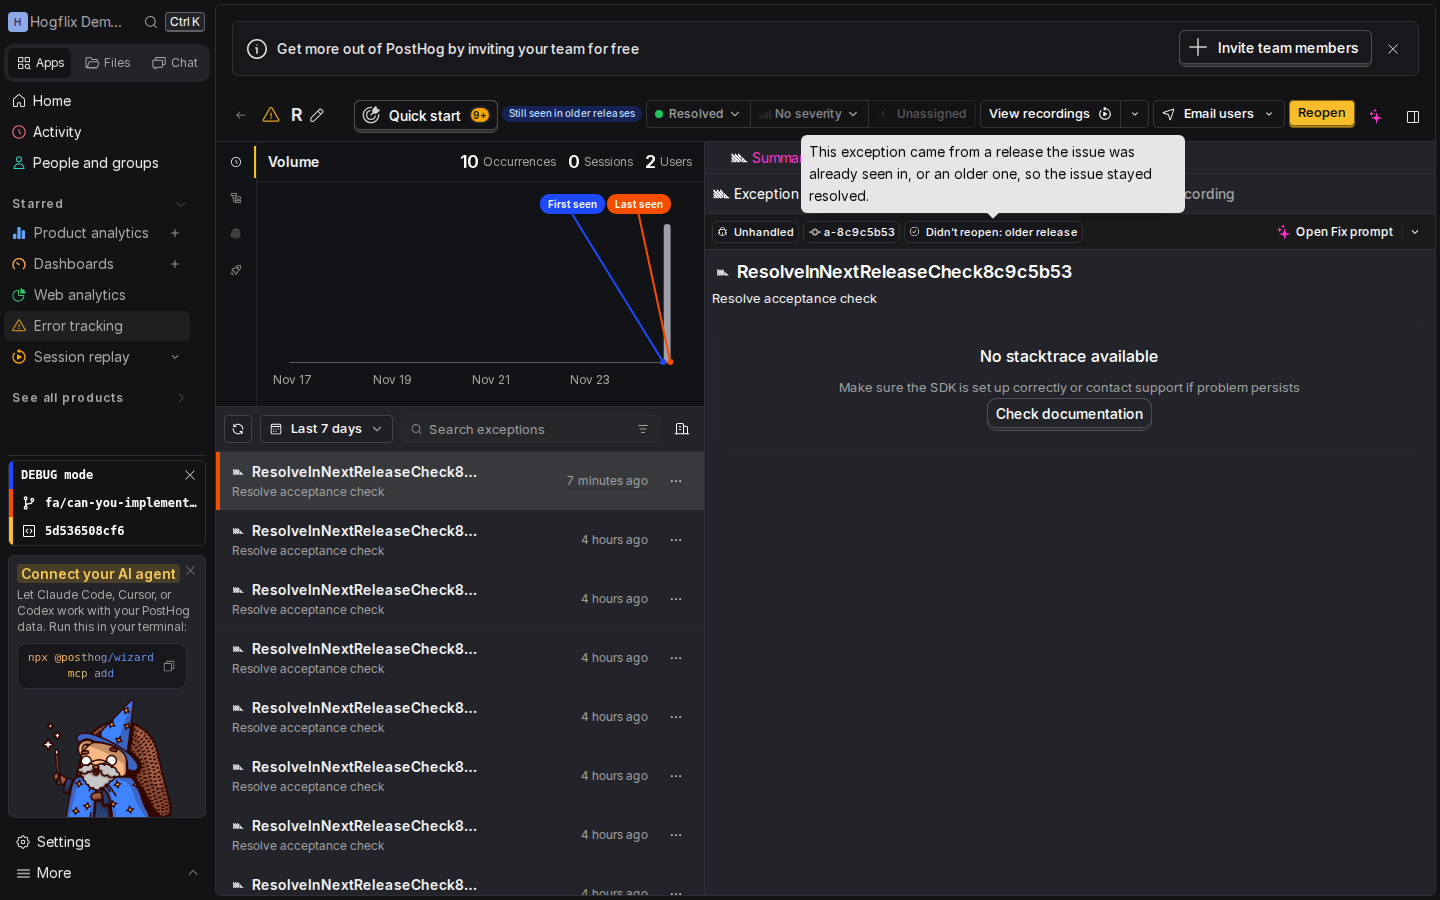 H Hogflix Dem... Ctrl K
Apps Files Chat
Home
Activity
People and groups
Starred
Product analytics
Dashboards
Web analytics
Error tracking
Session replay
See all products
DEBUG mode
fa/can-you-implement…
5d536508cf6
Connect your AI agent
Let Claude Code, Cursor, or
Codex work with your PostHog
data. Run this in your terminal:
npx @posthog/wizard
mcp add
Settings
More
Get more out of PostHog by inviting your team for free
Invite team members
R
Quick start 9+
Still seen in older releases
Resolved
No severity
Unassigned
View recordings
Email users
Reopen
Volume
10 Occurrences 0 Sessions 2 Users
First seen Last seen
Nov 17 Nov 19 Nov 21 Nov 23
Last 7 days
Search exceptions
ResolveInNextReleaseCheck8...
Resolve acceptance check
7 minutes ago
ResolveInNextReleaseCheck8...
Resolve acceptance check
4 hours ago
ResolveInNextReleaseCheck8...
Resolve acceptance check
4 hours ago
ResolveInNextReleaseCheck8...
Resolve acceptance check
4 hours ago
ResolveInNextReleaseCheck8...
Resolve acceptance check
4 hours ago
ResolveInNextReleaseCheck8...
Resolve acceptance check
4 hours ago
ResolveInNextReleaseCheck8...
Resolve acceptance check
4 hours ago
ResolveInNextReleaseCheck8...
4 hours ago
This exception came from a release the issue was
already seen in, or an older one, so the issue stayed
resolved.
Exception
Unhandled
a-8c9c5b53
Didn't reopen: older release
Open Fix prompt
ResolveInNextReleaseCheck8c9c5b53
Resolve acceptance check
No stacktrace available
Make sure the SDK is set up correctly or contact support if problem persists
Check documentation